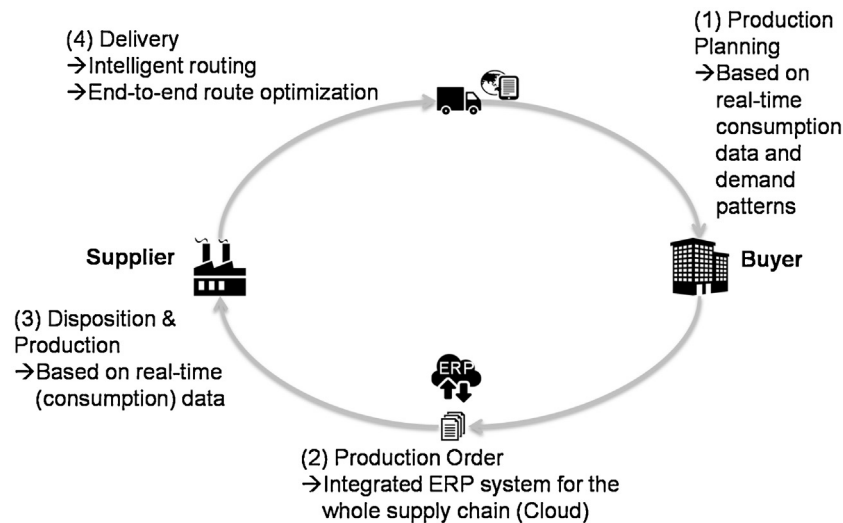 (4) Delivery
→Intelligent routing
→End-to-end route optimization
(1) Production
Planning
→Based on
real-time
consumption
data and
demand
patterns
Supplier
Buyer
(3) Disposition &
Production
→Based on real-time
(consumption) data
ERP
(2) Production Order
→Integrated ERP system for the
whole supply chain (Cloud)